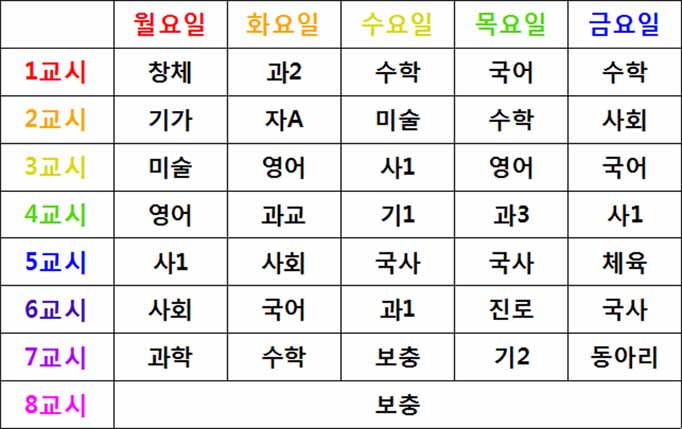 월요일 화요일 수요일 목요일 금요일
1교시 창체 과2 수학 국어 수학
2교시 기가 자A 미술 수학 사회
3교시 미술 영어 사1 영어 국어
4교시 영어 과교 기1 과3 사1
5교시 사1 사회 국사 국사 체육
6교시 사회 국어 과1 진로 국사
7교시 과학 수학 보충 기2 동아리
8교시 보충